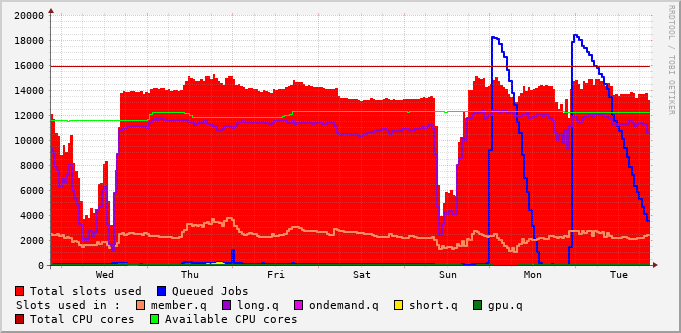 RRDTOOL / TOBI OETIKER
20000
18000
16000
14000
12000
10000
8000
6000
4000
2000
0
Wed Thu Fri Sat Sun Mon Tue
Total slots used Queued Jobs
Slots used in : member.q long.q ondemand.q short.q gpu.q
Total CPU cores Available CPU cores